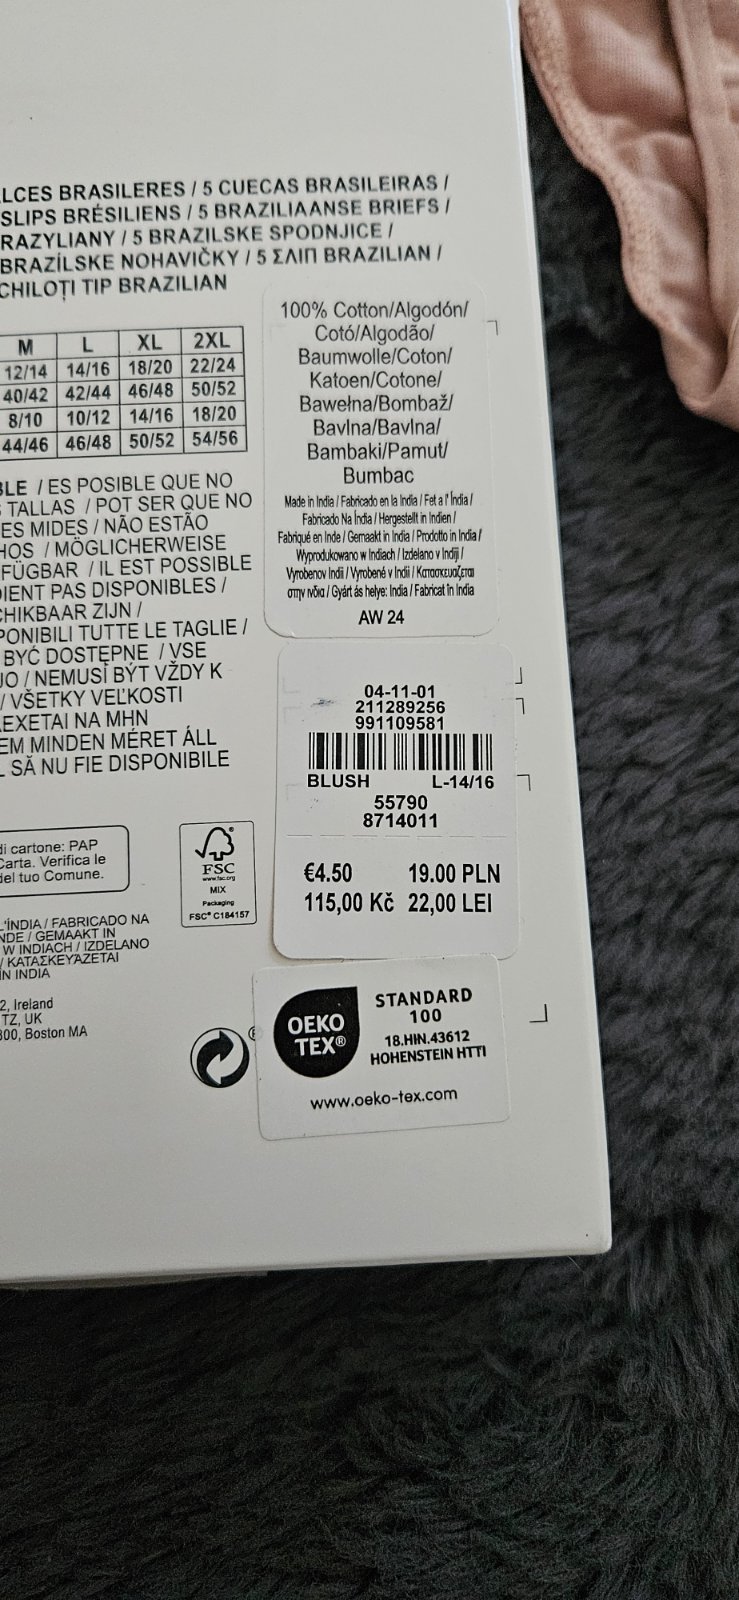 ALCES BRASILERES / 5 CUECAS BRASILEIRAS /
SLIPS BRÉSILIENS / 5 BRAZILIAANSE BRIEFS /
RAZYLIANY / 5 BRAZILSKE SPODNJICE /
BRAZÍLSKE NOHAVIČKY / 5 ΣΛΙΠ BRAZILIAN /
CHILOȚI TIP BRAZILIAN
M L XL 2XL
12/14 14/16 18/20 22/24
40/42 42/44 46/48 50/52
8/10 10/12 14/16 18/20
44/46 46/48 50/52 54/56
BLE / ES POSIBLE QUE NO
TALLAS / POT SER QUE NO
ES MIDES / NÃO ESTÃO
HOS / MÖGLICHERWEISE
FÜGBAR / IL EST POSSIBLE
OIENT PAS DISPONIBLES /
CHIKBAAR ZIJN /
PONIBILI TUTTE LE TAGLIE /
BYĆ DOSTĘPNE / VSE
JO / NEMUSÍ BÝT VŽDY K
/ VŠETKY VEĽKOSTI
ΔΕΧΕΤΑΙ ΝΑ ΜΗΝ
EM MINDEN MÉRET ÁLL
SĂ NU FIE DISPONIBILE
di cartone: PAP
Carta. Verifica le
del tuo Comune.
FSC
www.fsc.org
MIX
Packaging
FSC® C184157
L'ÍNDIA / FABRICADO NA
NDE / GEMAAKT IN
W INDIACH / IZDELANO
/ ΚΑΤΑΣΚΕΥΆΖΕΤΑΙ
IN INDIA
2, Ireland
TZ, UK
300, Boston MA
100% Cotton/Algodón/
Cotó/Algodão/
Baumwolle/Coton/
Katoen/Cotone/
Bawełna/Bombaž/
Bavlna/Bavlna/
Bambaki/Pamut/
Bumbac
Made in India / Fabricado en la India / Fet a l' Índia /
Fabricado Na Índia / Hergestellt in Indien /
Fabriqué en Inde / Gemaakt in India / Prodotto in India /
Wyprodukowano w Indiach / Izdelano v Indiji /
Vyrobenov Indii / Vyrobené v Indii / Κατασκευάζεται
στην ινδια / Gyárt ás helye: India / Fabricat în India
AW 24
04-11-01
211289256
991109581
BLUSH L-14/16
55790
8714011
€4.50 19.00 PLN
115,00 Kč 22,00 LEI
OEKO
TEX®
STANDARD
100
18.HIN.43612
HOHENSTEIN HTTI
www.oeko-tex.com